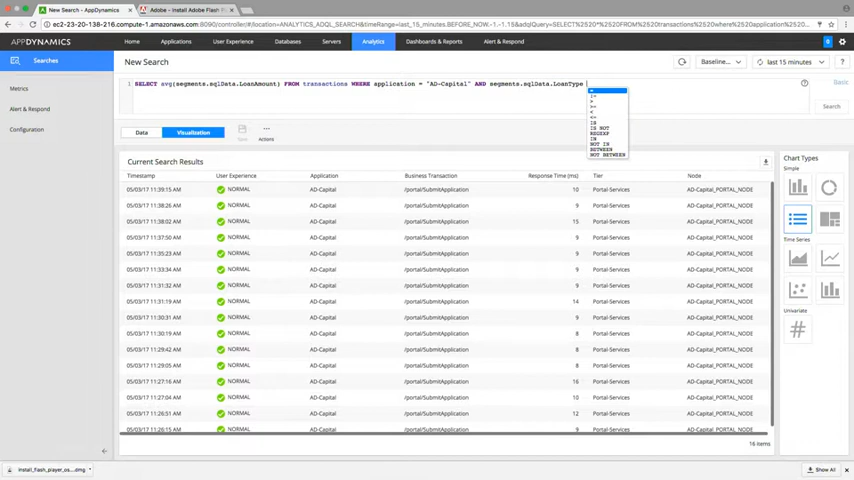 New Search - AppDynamics
Adobe - Install Adobe Flash P
ec2-23-20-138-216.compute-1.amazonaws.com:8090/controller/#/location=ANALYTICS_ADQL_SEARCH&timeRange=last_15_minutes.BEFORE_NOW.-1.-1.15&adqlQuery=SELECT%20*%20FROM%20transactions%20where%20application%20=%20"AD-Capital"%20
APPDYNAMICS
Home Applications User Experience Databases Servers Analytics Dashboards & Reports Alert & Respond
0
Searches
New Search
Baseline...
last 15 minutes
?
Metrics
Alert & Respond
Configuration
1 SELECT avg(segments.sqlData.LoanAmount) FROM transactions WHERE application = "AD-Capital" AND segments.sqlData.LoanType
?
Basic
Search
=
!=
>
>=
<
<=
IS
IS NOT
REGEXP
IN
NOT IN
BETWEEN
NOT BETWEEN
Data Visualization
Save
Actions
Current Search Results
Timestamp User Experience Application Business Transaction Response Time (ms) Tier Node
05/03/17 11:39:15 AM NORMAL AD-Capital /portal/SubmitApplication 10 Portal-Services AD-Capital_PORTAL_NODE
05/03/17 11:38:26 AM NORMAL AD-Capital /portal/SubmitApplication 9 Portal-Services AD-Capital_PORTAL_NODE
05/03/17 11:38:02 AM NORMAL AD-Capital /portal/SubmitApplication 15 Portal-Services AD-Capital_PORTAL_NODE
05/03/17 11:37:50 AM NORMAL AD-Capital /portal/SubmitApplication 9 Portal-Services AD-Capital_PORTAL_NODE
05/03/17 11:35:23 AM NORMAL AD-Capital /portal/SubmitApplication 9 Portal-Services AD-Capital_PORTAL_NODE
05/03/17 11:33:34 AM NORMAL AD-Capital /portal/SubmitApplication 9 Portal-Services AD-Capital_PORTAL_NODE
05/03/17 11:31:32 AM NORMAL AD-Capital /portal/SubmitApplication 9 Portal-Services AD-Capital_PORTAL_NODE
05/03/17 11:31:19 AM NORMAL AD-Capital /portal/SubmitApplication 14 Portal-Services AD-Capital_PORTAL_NODE
05/03/17 11:30:31 AM NORMAL AD-Capital /portal/SubmitApplication 9 Portal-Services AD-Capital_PORTAL_NODE
05/03/17 11:30:19 AM NORMAL AD-Capital /portal/SubmitApplication 8 Portal-Services AD-Capital_PORTAL_NODE
05/03/17 11:29:42 AM NORMAL AD-Capital /portal/SubmitApplication 8 Portal-Services AD-Capital_PORTAL_NODE
05/03/17 11:28:46 AM NORMAL AD-Capital /portal/SubmitApplication 8 Portal-Services AD-Capital_PORTAL_NODE
05/03/17 11:27:16 AM NORMAL AD-Capital /portal/SubmitApplication 16 Portal-Services AD-Capital_PORTAL_NODE
05/03/17 11:27:04 AM NORMAL AD-Capital /portal/SubmitApplication 10 Portal-Services AD-Capital_PORTAL_NODE
05/03/17 11:26:51 AM NORMAL AD-Capital /portal/SubmitApplication 12 Portal-Services AD-Capital_PORTAL_NODE
05/03/17 11:26:15 AM NORMAL AD-Capital /portal/SubmitApplication 9 Portal-Services AD-Capital_PORTAL_NODE
16 items
Chart Types
Simple
Time Series
Univariate
#
install_flash_player_os....dmg
Show All